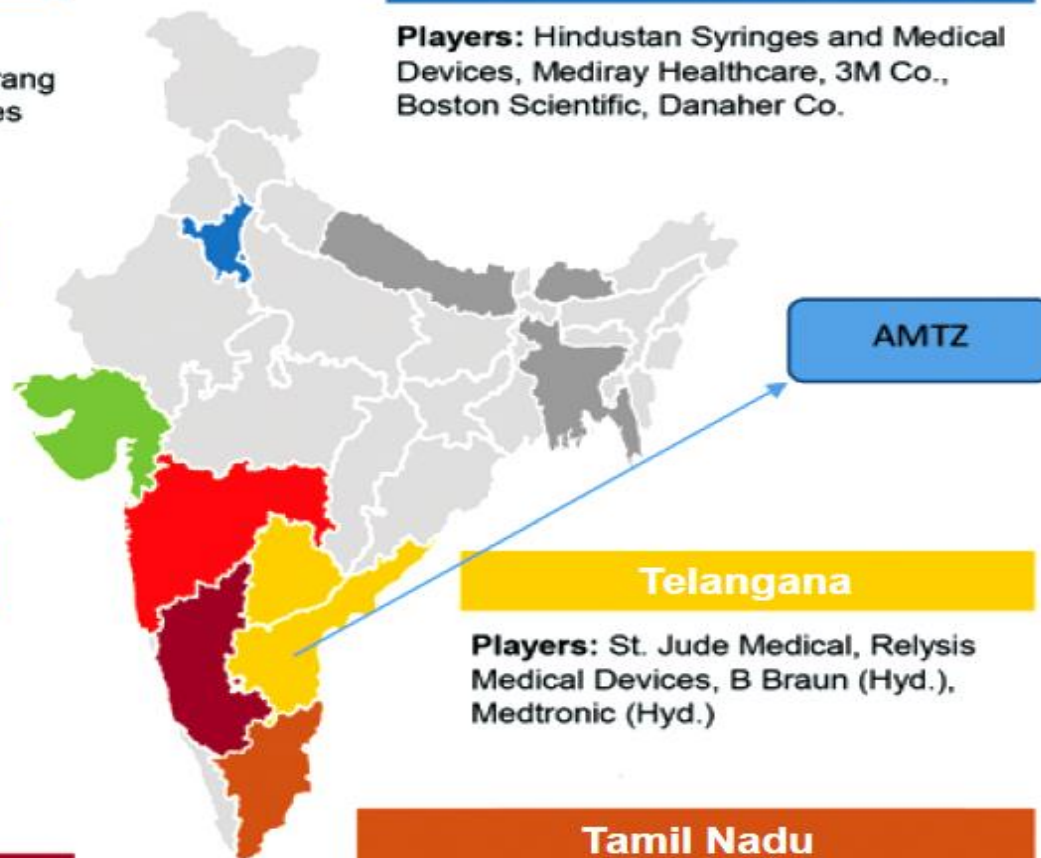 Players: Hindustan Syringes and Medical
Devices, Mediray Healthcare, 3M Co.,
Boston Scientific, Danaher Co.
AMTZ
Telangana
Players: St. Jude Medical, Relysis
Medical Devices, B Braun (Hyd.),
Medtronic (Hyd.)
Tamil Nadu